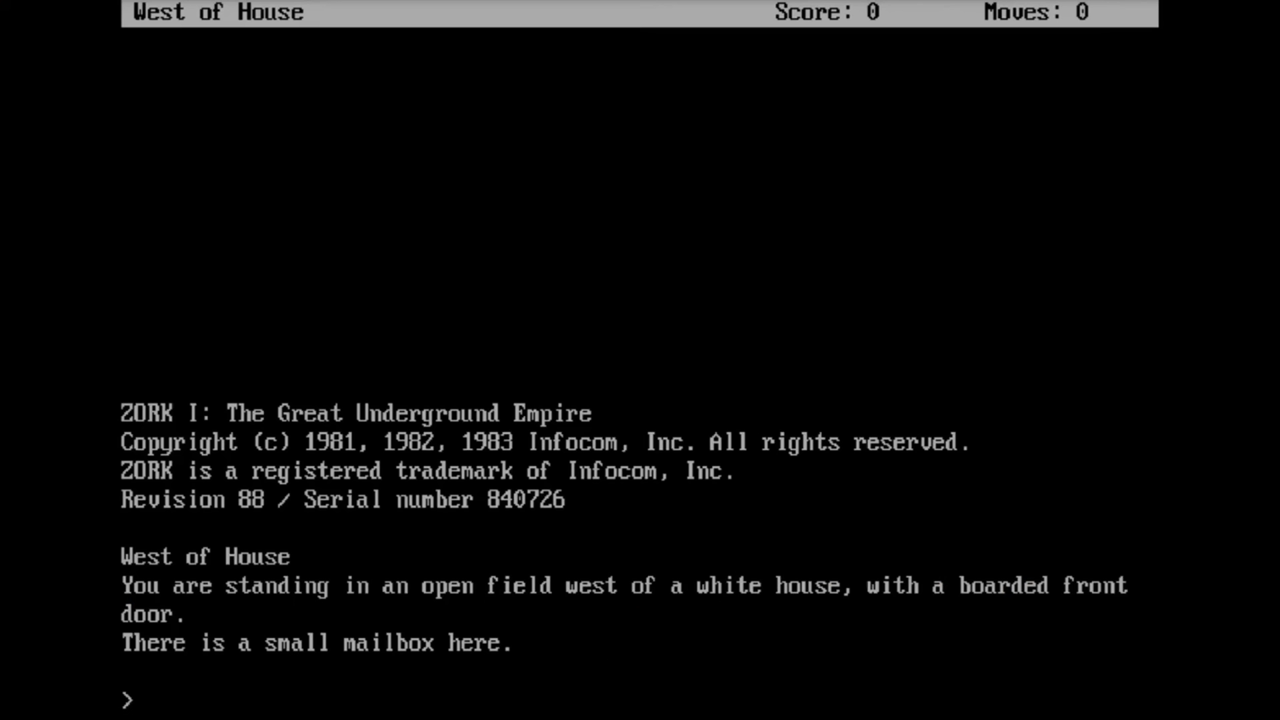 West of House Score: 0 Moves: 0
ZORK I: The Great Underground Empire
Copyright (c) 1981, 1982, 1983 Infocom, Inc. All rights reserved.
ZORK is a registered trademark of Infocom, Inc.
Revision 88 / Serial number 840726
West of House
You are standing in an open field west of a white house, with a boarded front
door.
There is a small mailbox here.
>